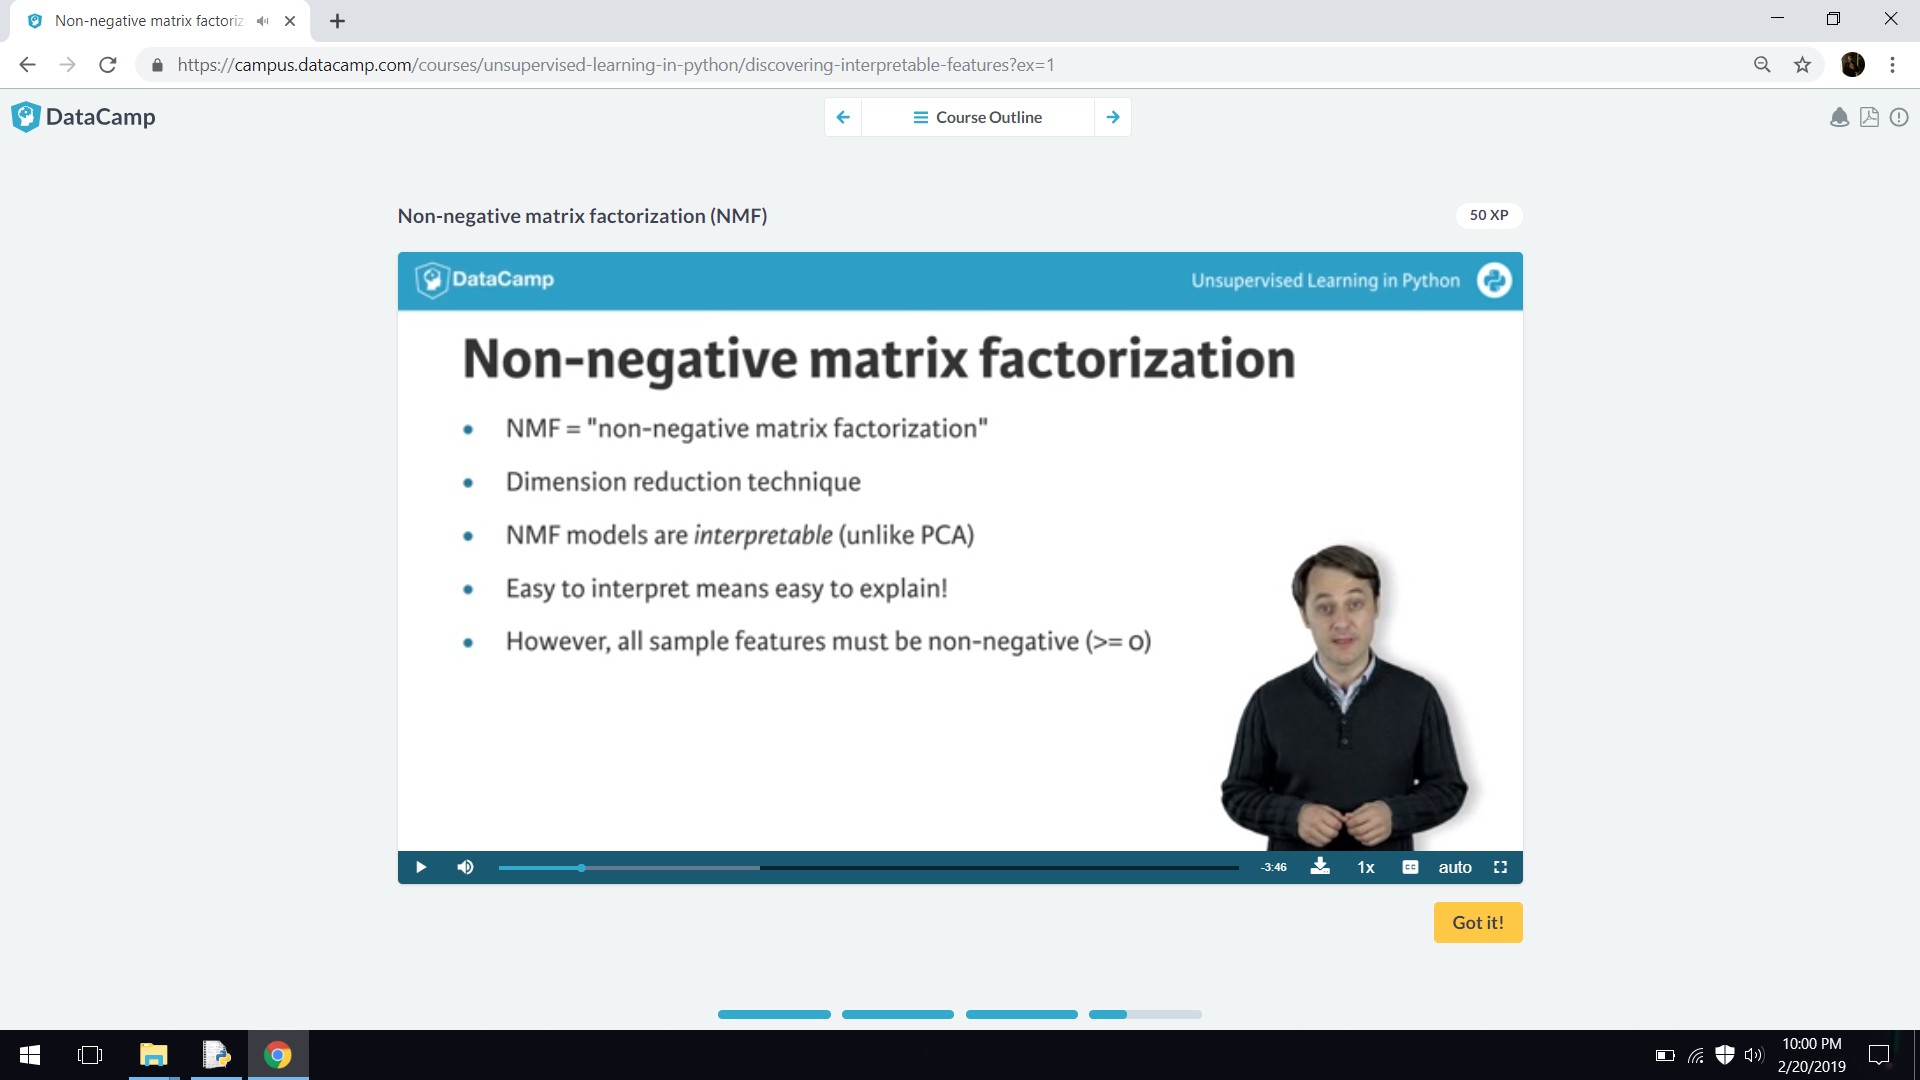 Non-negative matrix factoriz
https://campus.datacamp.com/courses/unsupervised-learning-in-python/discovering-interpretable-features?ex=1
DataCamp
Course Outline
Non-negative matrix factorization (NMF)
50 XP
DataCamp
Unsupervised Learning in Python
Non-negative matrix factorization
• NMF = "non-negative matrix factorization"
• Dimension reduction technique
• NMF models are interpretable (unlike PCA)
• Easy to interpret means easy to explain!
• However, all sample features must be non-negative (>= 0)
-3:46
1x
CC
auto
Got it!
10:00 PM
2/20/2019